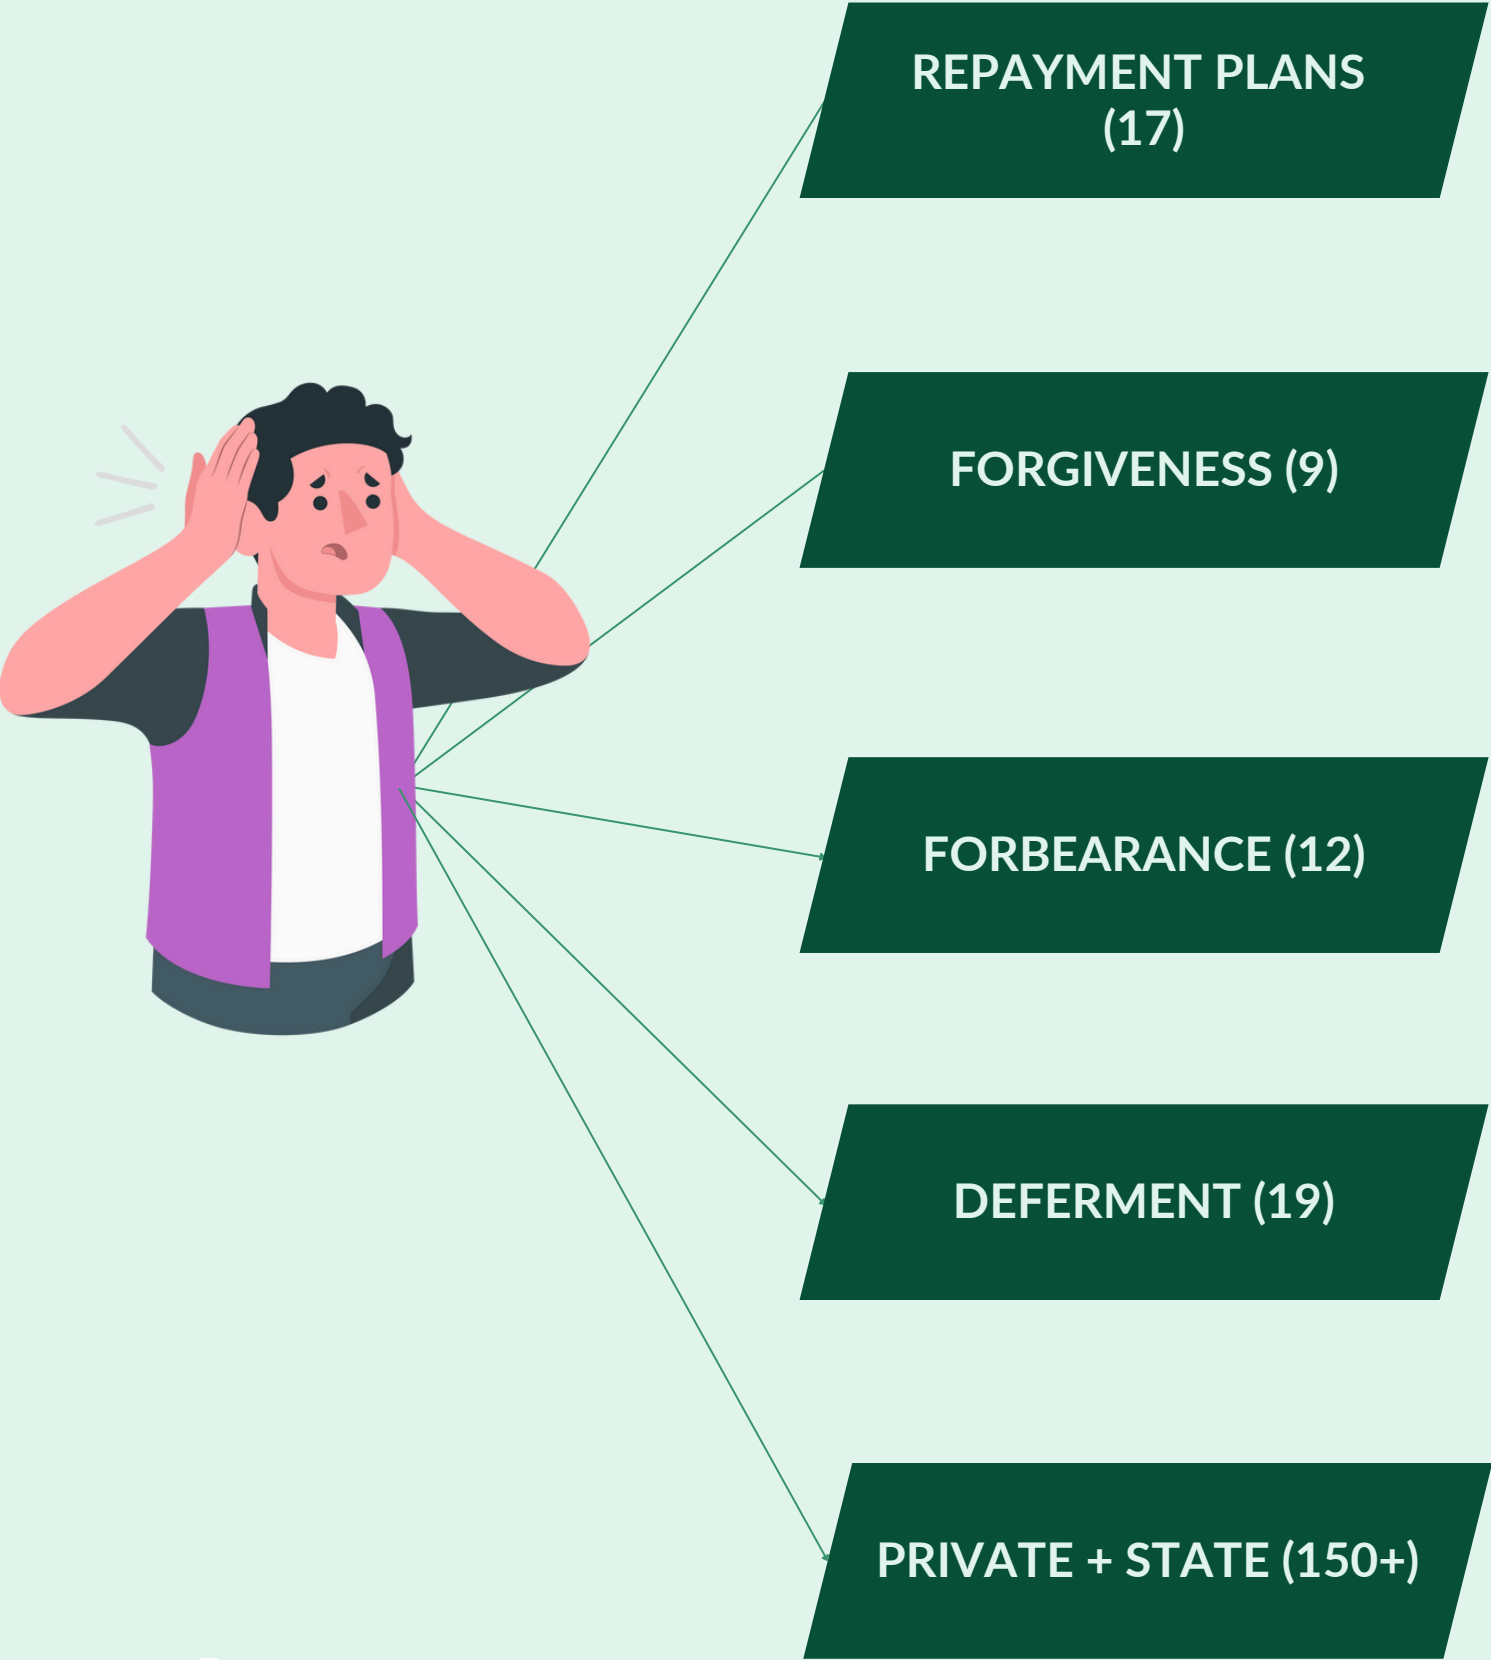 REPAYMENT PLANS
(17)
FORGIVENESS (9)
FORBEARANCE (12)
DEFERMENT (19)
PRIVATE + STATE (150+)